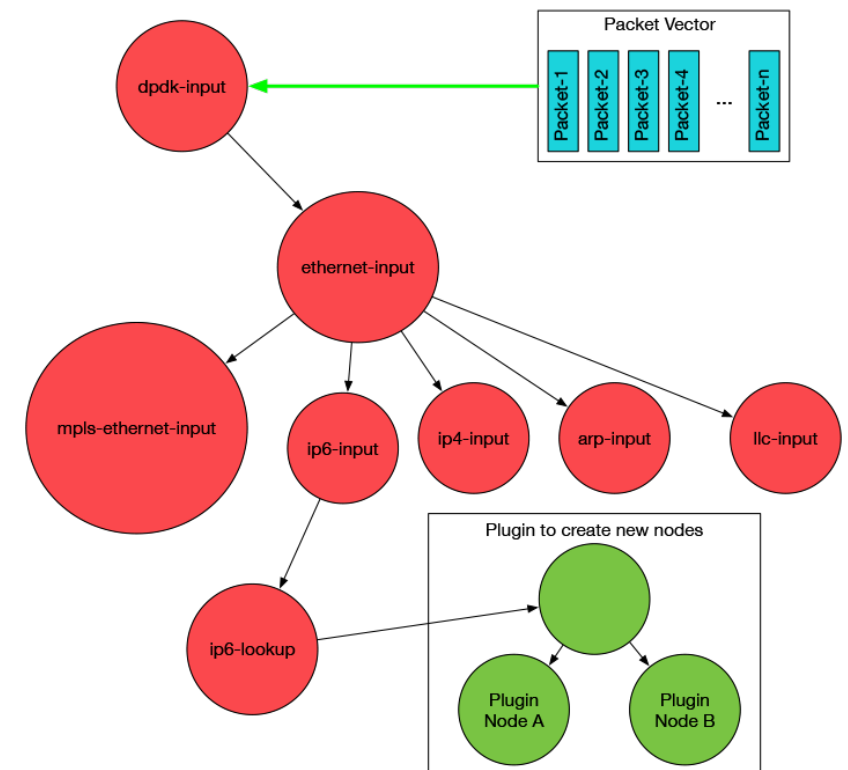 Packet Vector
dpdk-input
Packet-1
Packet-2
Packet-3
Packet-4
...
Packet-n
ethernet-input
mpls-ethernet-input
ip6-input
ip4-input
arp-input
llc-input
Plugin to create new nodes
ip6-lookup
Plugin
Node A
Plugin
Node B